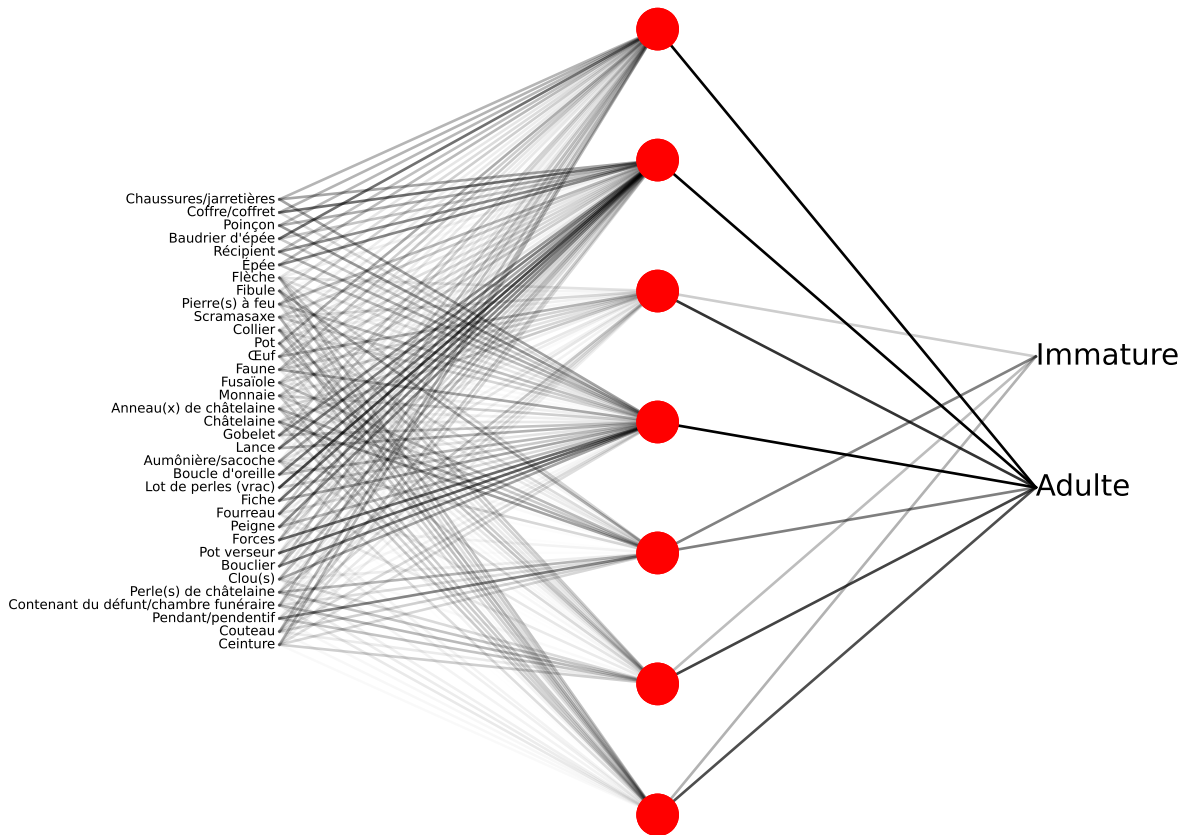 Chaussures/jarretières
Coffre/coffret
Poinçon
Baudrier d'épée
Récipient
Épée
Flèche
Fibule
Pierre(s) à feu
Scramasaxe
Collier
Pot
Œuf
Faune
Fusaïole
Monnaie
Anneau(x) de châtelaine
Châtelaine
Gobelet
Lance
Aumônière/sacoche
Boucle d'oreille
Lot de perles (vrac)
Fiche
Fourreau
Peigne
Forces
Pot verseur
Bouclier
Clou(s)
Perle(s) de châtelaine
Contenant du défunt/chambre funéraire
Pendant/pendentif
Couteau
Ceinture
Immature
Adulte